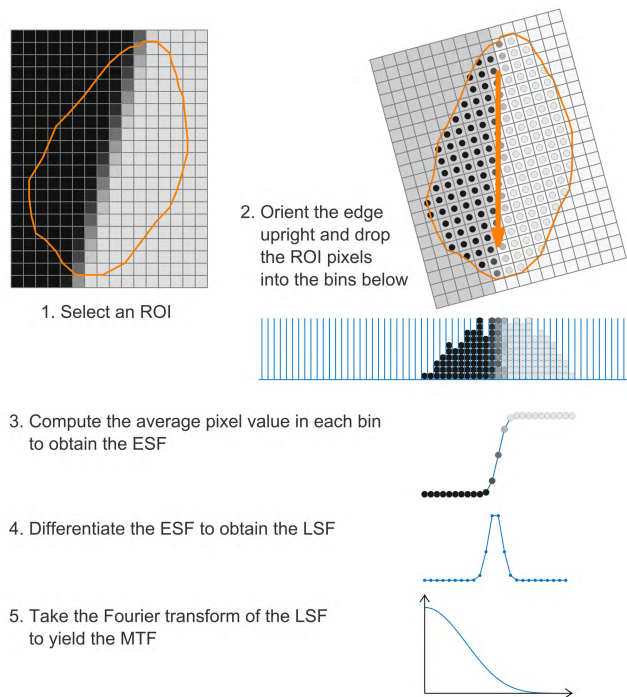 1. Select an ROI
2. Orient the edge
upright and drop
the ROI pixels
into the bins below
3. Compute the average pixel value in each bin
to obtain the ESF
4. Differentiate the ESF to obtain the LSF
5. Take the Fourier transform of the LSF
to yield the MTF